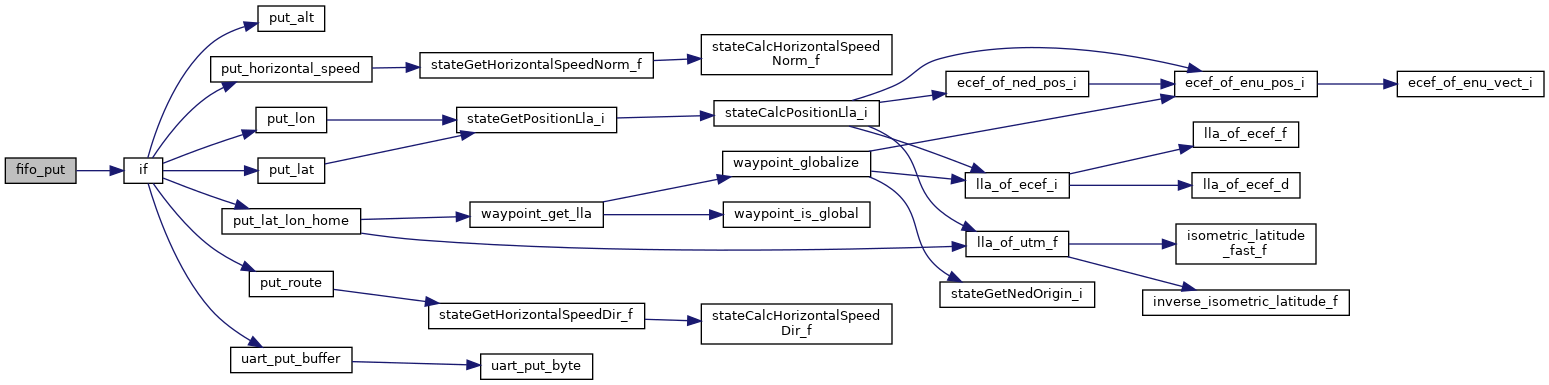 fifo_put
if
put_alt
put_horizontal_speed
put_lon
put_lat
put_lat_lon_home
put_route
uart_put_buffer
stateGetHorizontalSpeedNorm_f
stateGetPositionLla_i
waypoint_get_lla
stateGetHorizontalSpeedDir_f
uart_put_byte
stateCalcHorizontalSpeed
Norm_f
stateCalcPositionLla_i
waypoint_globalize
waypoint_is_global
stateCalcHorizontalSpeed
Dir_f
ecef_of_ned_pos_i
lla_of_ecef_i
lla_of_utm_f
stateGetNedOrigin_i
ecef_of_enu_pos_i
lla_of_ecef_f
lla_of_ecef_d
isometric_latitude
_fast_f
inverse_isometric_latitude_f
ecef_of_enu_vect_i